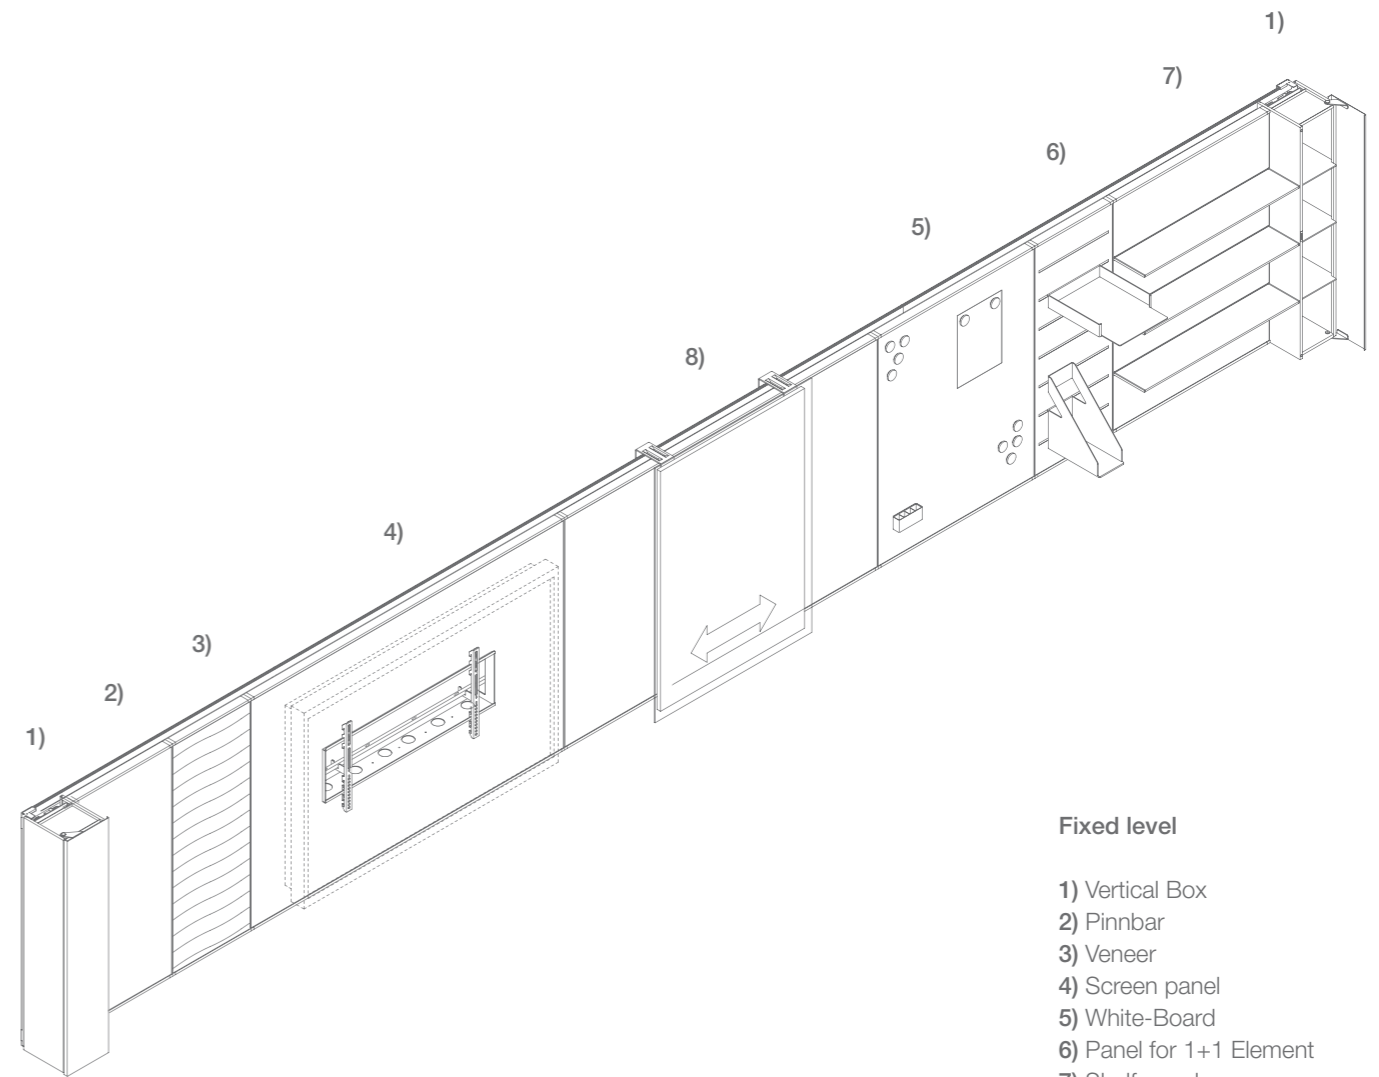 1)
7)
6)
5)
8)
4)
3)
2)
1)
Fixed level
1) Vertical Box
2) Pinnbar
3) Veneer
4) Screen panel
5) White-Board
6) Panel for 1+1 Element
7)